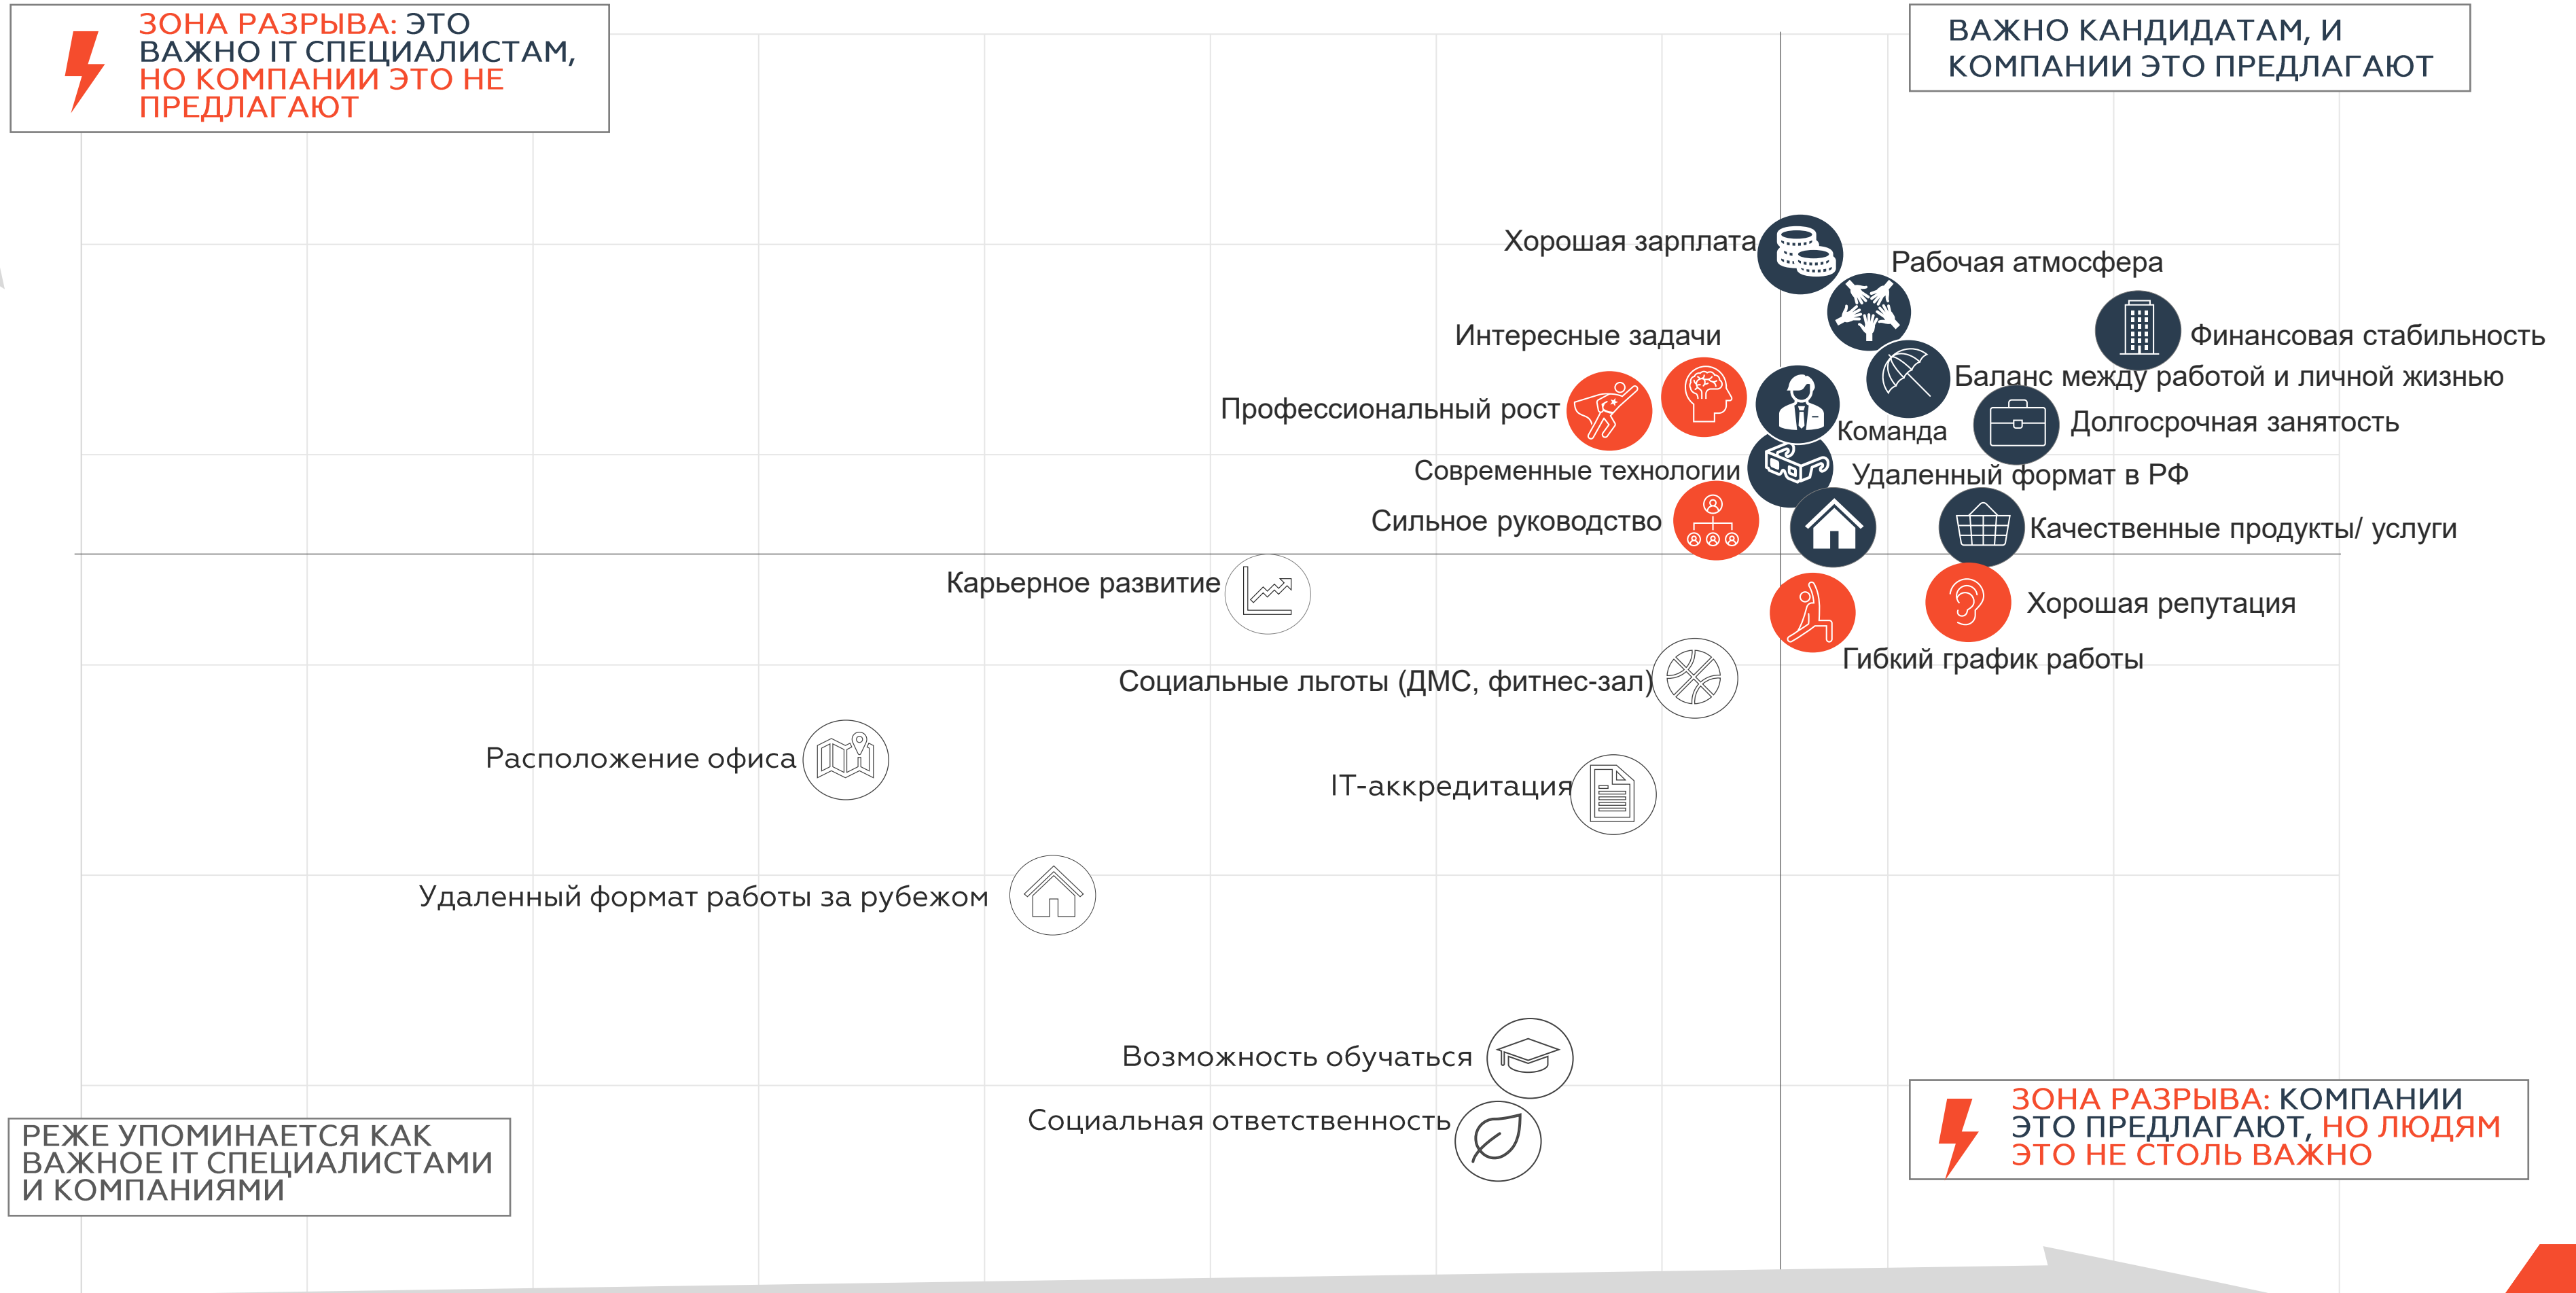 ЗОНА РАЗРЫВА: ЭТО
ВАЖНО IT СПЕЦИАЛИСТАМ,
НО КОМПАНИИ ЭТО НЕ
ПРЕДЛАГАЮТ
ВАЖНО КАНДИДАТАМ, И
КОМПАНИИ ЭТО ПРЕДЛАГАЮТ
Хорошая зарплата
Рабочая атмосфера
Интересные задачи
Финансовая стабильность
Баланс между работой и личной жизнью
Профессиональный рост
Долгосрочная занятость
Команда
Современные технологии
Удаленный формат в РФ
Сильное руководство
Качественные продукты/ услуги
Карьерное развитие
Хорошая репутация
Гибкий график работы
Социальные льготы (ДМС, фитнес-зал)
Расположение офиса
IT-аккредитация
Удаленный формат работы за рубежом
Возможность обучаться
Социальная ответственность
РЕЖЕ УПОМИНАЕТСЯ КАК
ВАЖНОЕ IT СПЕЦИАЛИСТАМИ
И КОМПАНИЯМИ
ЗОНА РАЗРЫВА: КОМПАНИИ
ЭТО ПРЕДЛАГАЮТ, НО ЛЮДЯМ
ЭТО НЕ СТОЛЬ ВАЖНО